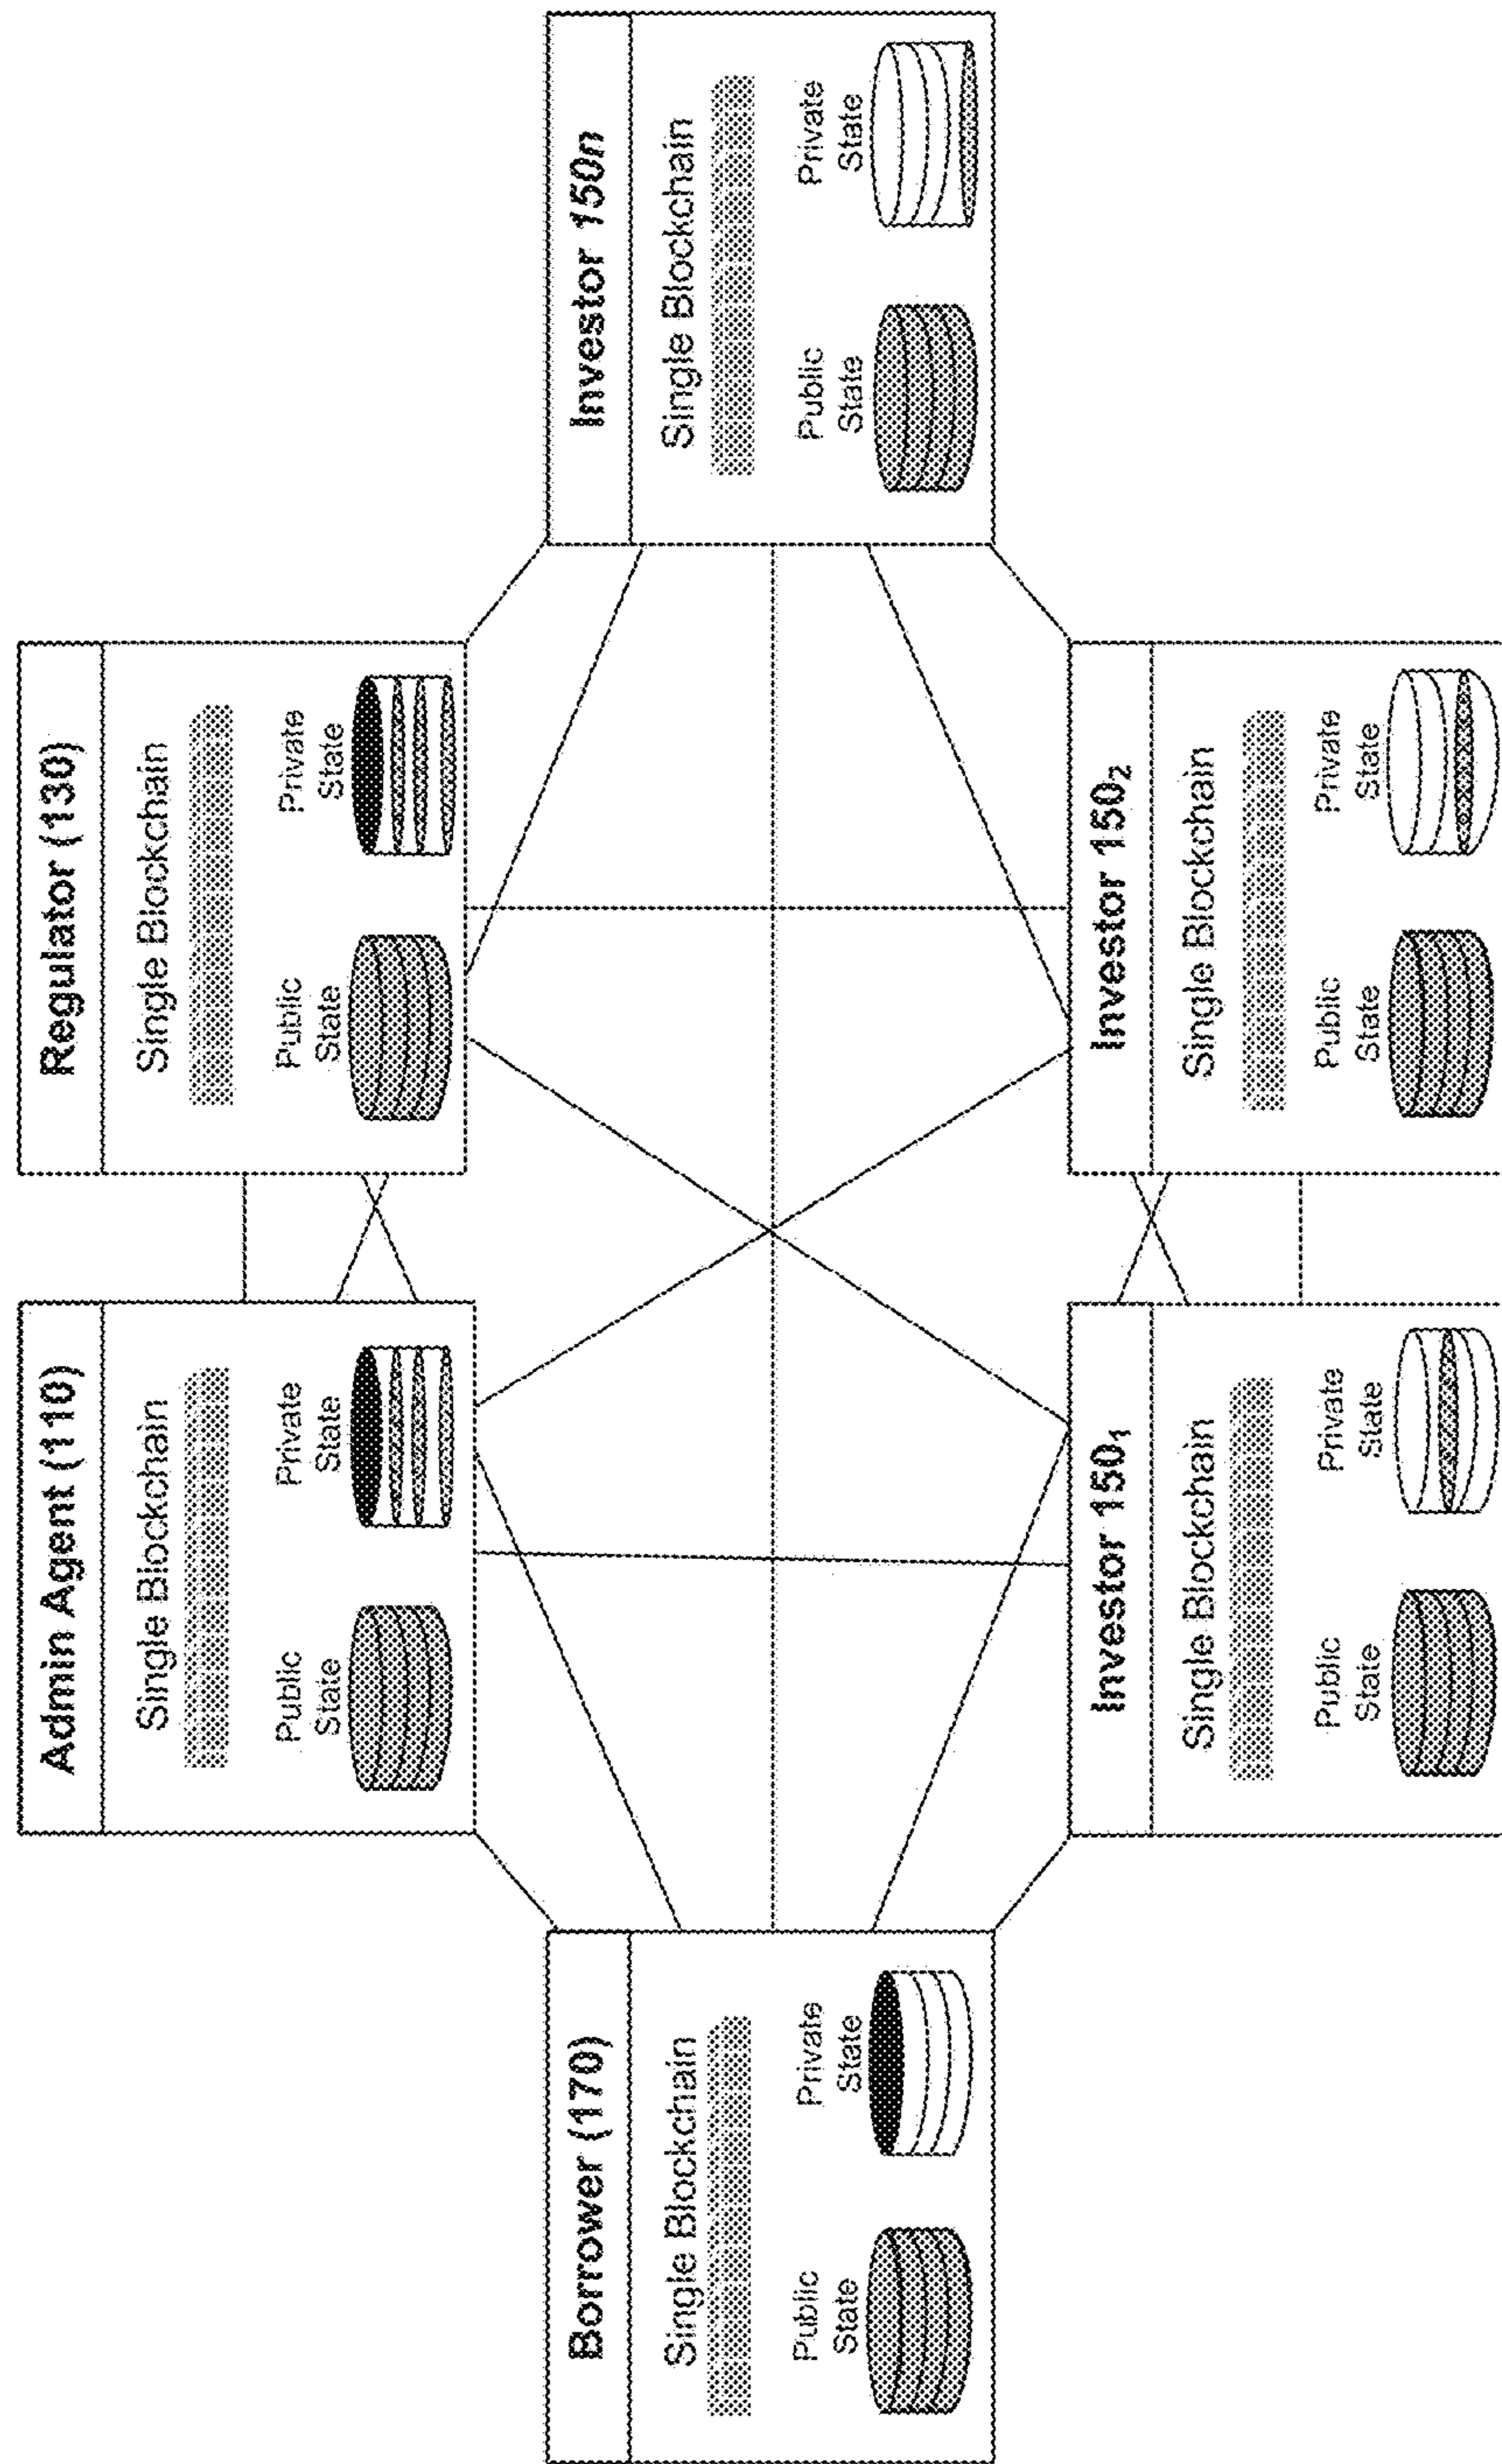 Admin Agent (110)
Single Blockchain
Public
State
Private
State
Regulator (130)
Single Blockchain
Public
State
Private
State
Borrower (170)
Single Blockchain
Public
State
Private
State
Investor 150n
Single Blockchain
Public
State
Private
State
Investor 150₁
Single Blockchain
Public
State
Private
State
Investor 150₂
Single Blockchain
Public
State
Private
State